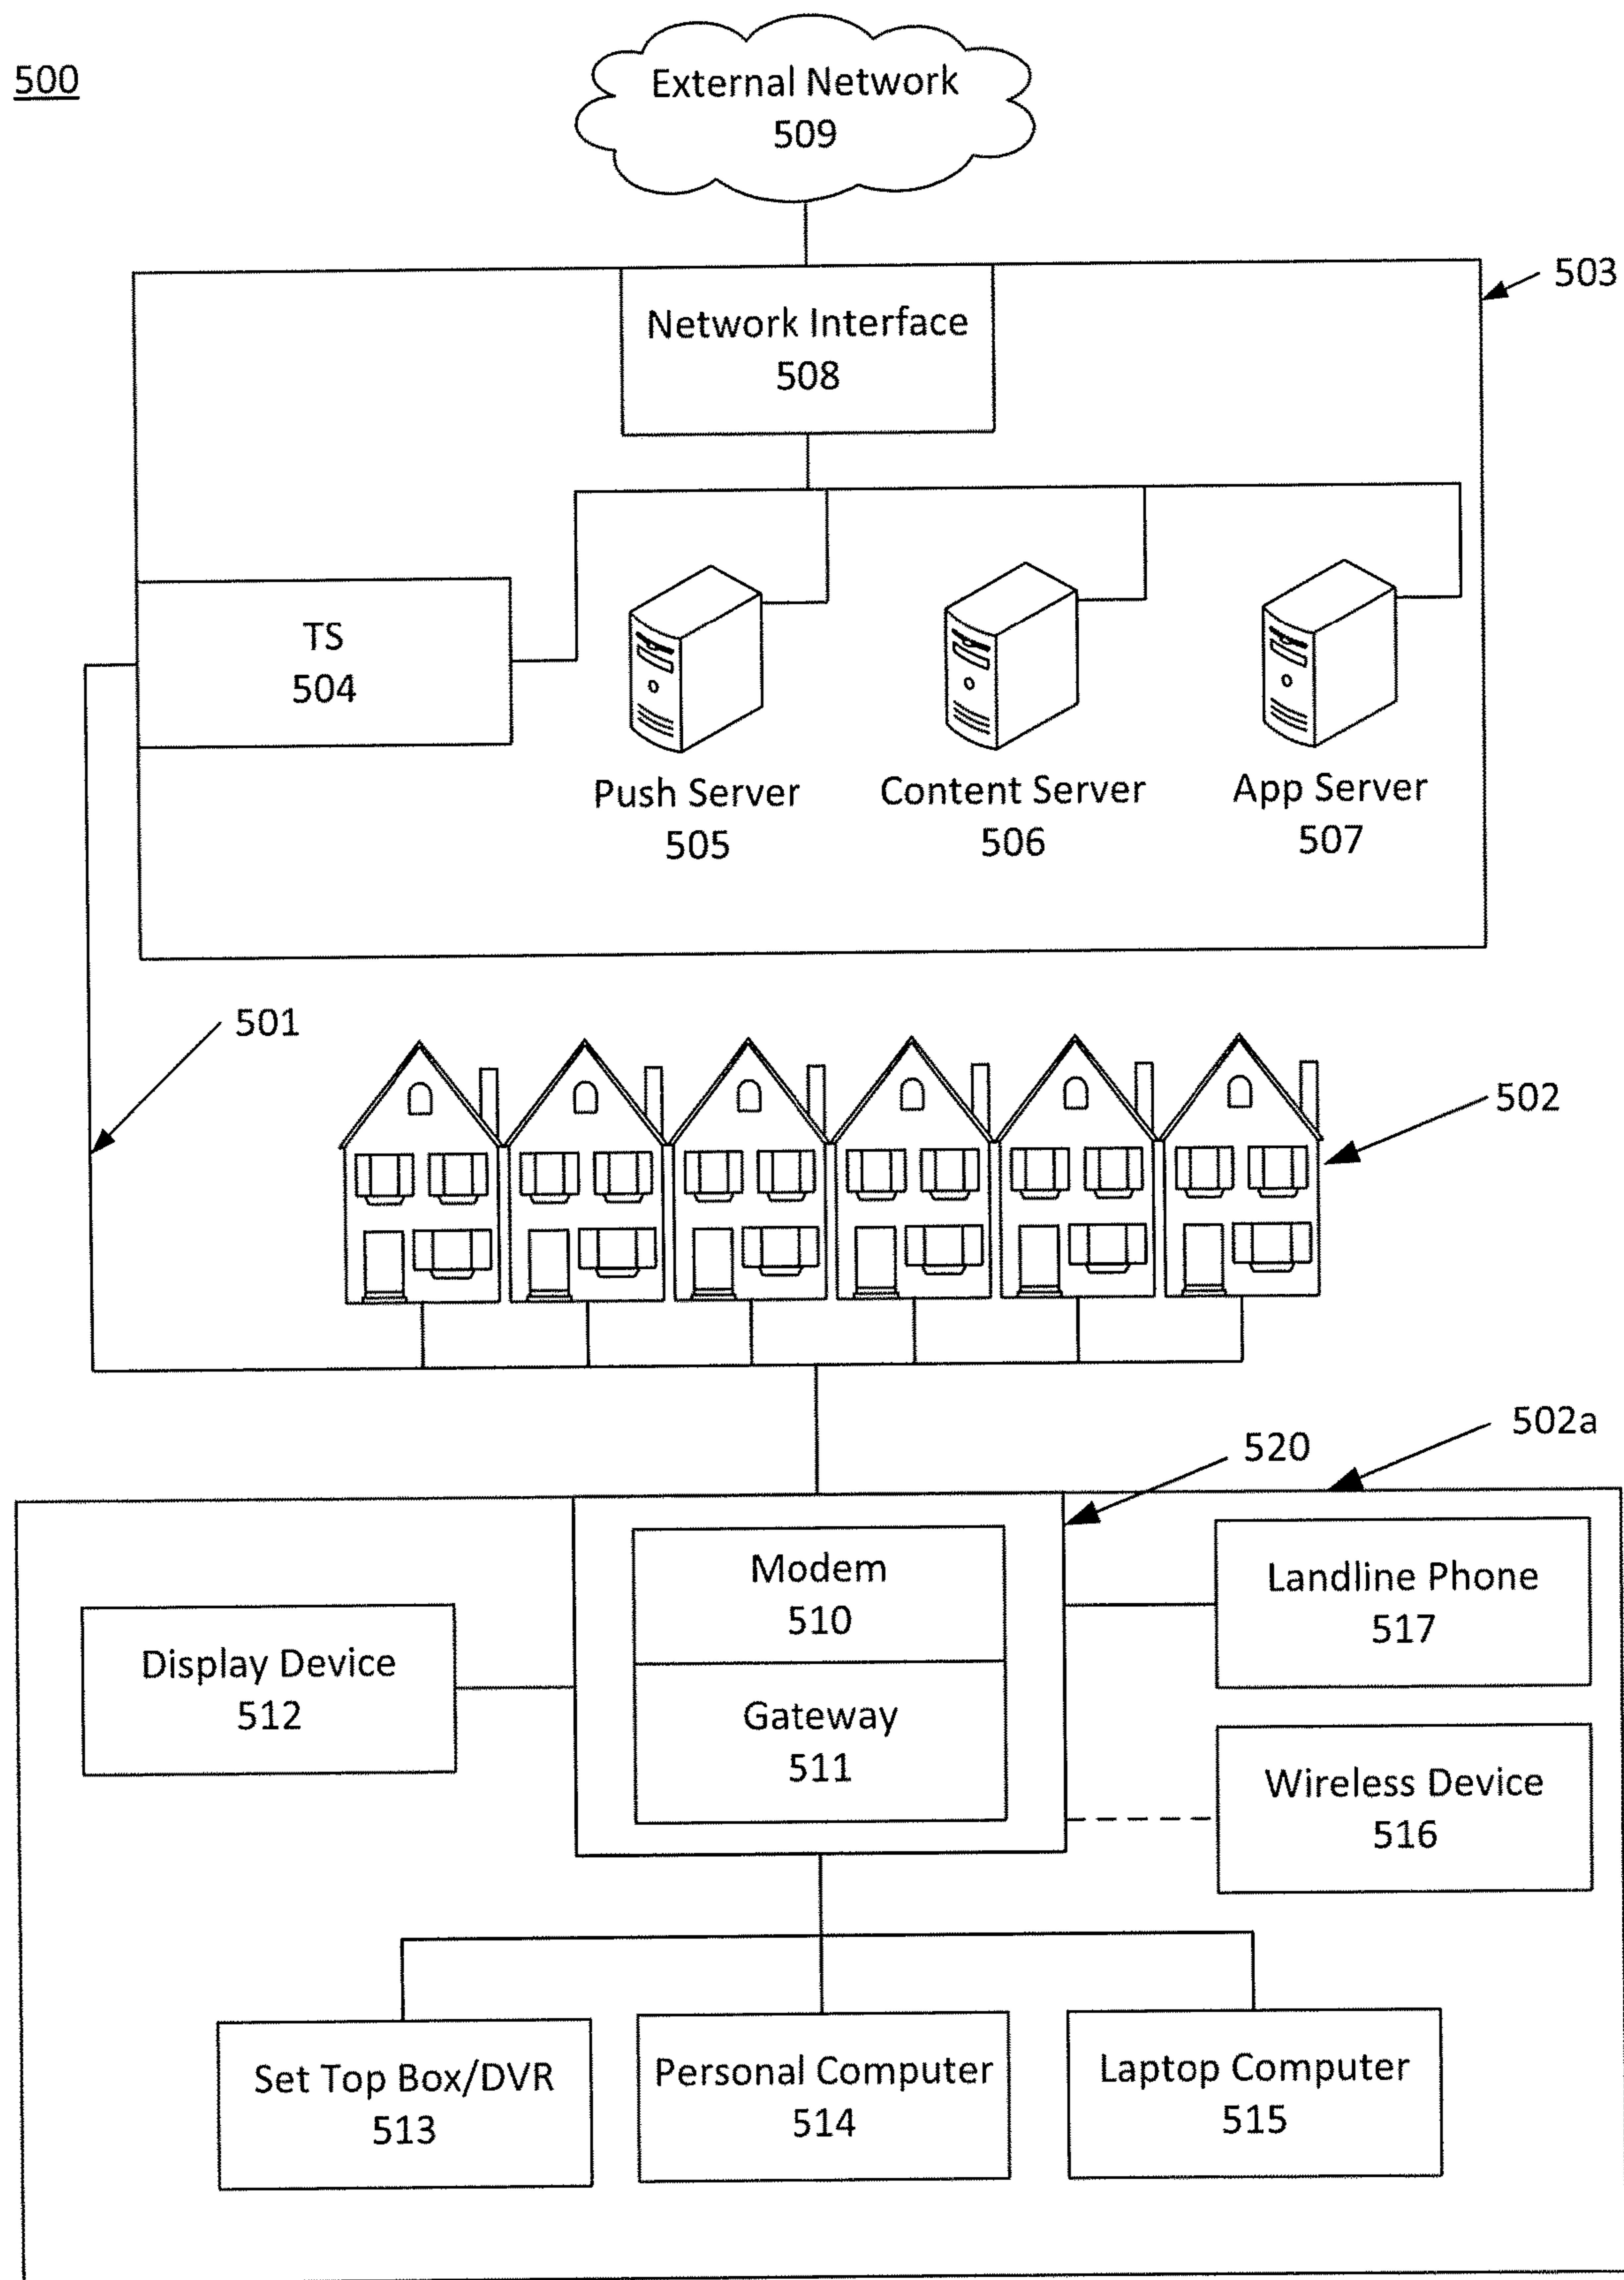 500
External Network
509
503
Network Interface
508
TS
504
Push Server
505
Content Server
506
App Server
507
501
502
502a
520
Modem
510
Landline Phone
517
Display Device
512
Gateway
511
Wireless Device
516
Set Top Box/DVR
513
Personal Computer
514
Laptop Computer
515